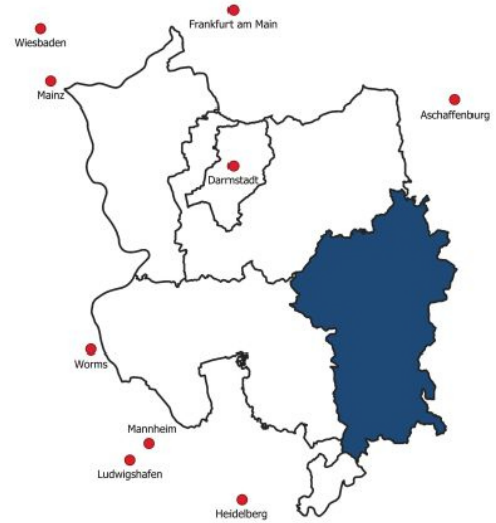 Frankfurt am Main
Wiesbaden
Mainz
Aschaffenburg
Darmstadt
Worms
Mannheim
Ludwigshafen
Heidelberg